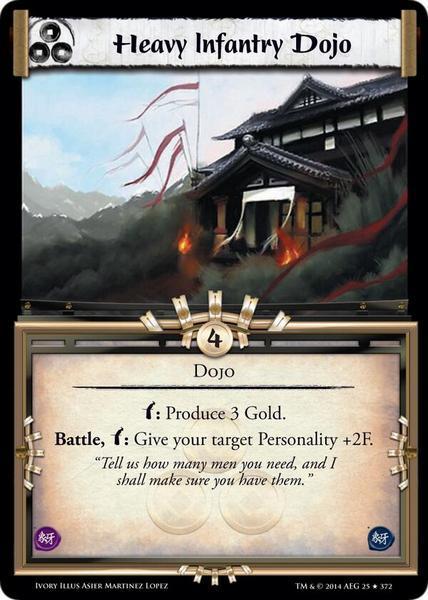 Heavy Infantry Dojo
4
Dojo
: Produce 3 Gold.
Battle, : Give your target Personality +2F.
“Tell us how many men you need, and I
shall make sure you have them.”
Ivory Illus Asier Martinez Lopez
TM & © 2014 AEG 25 ★ 372